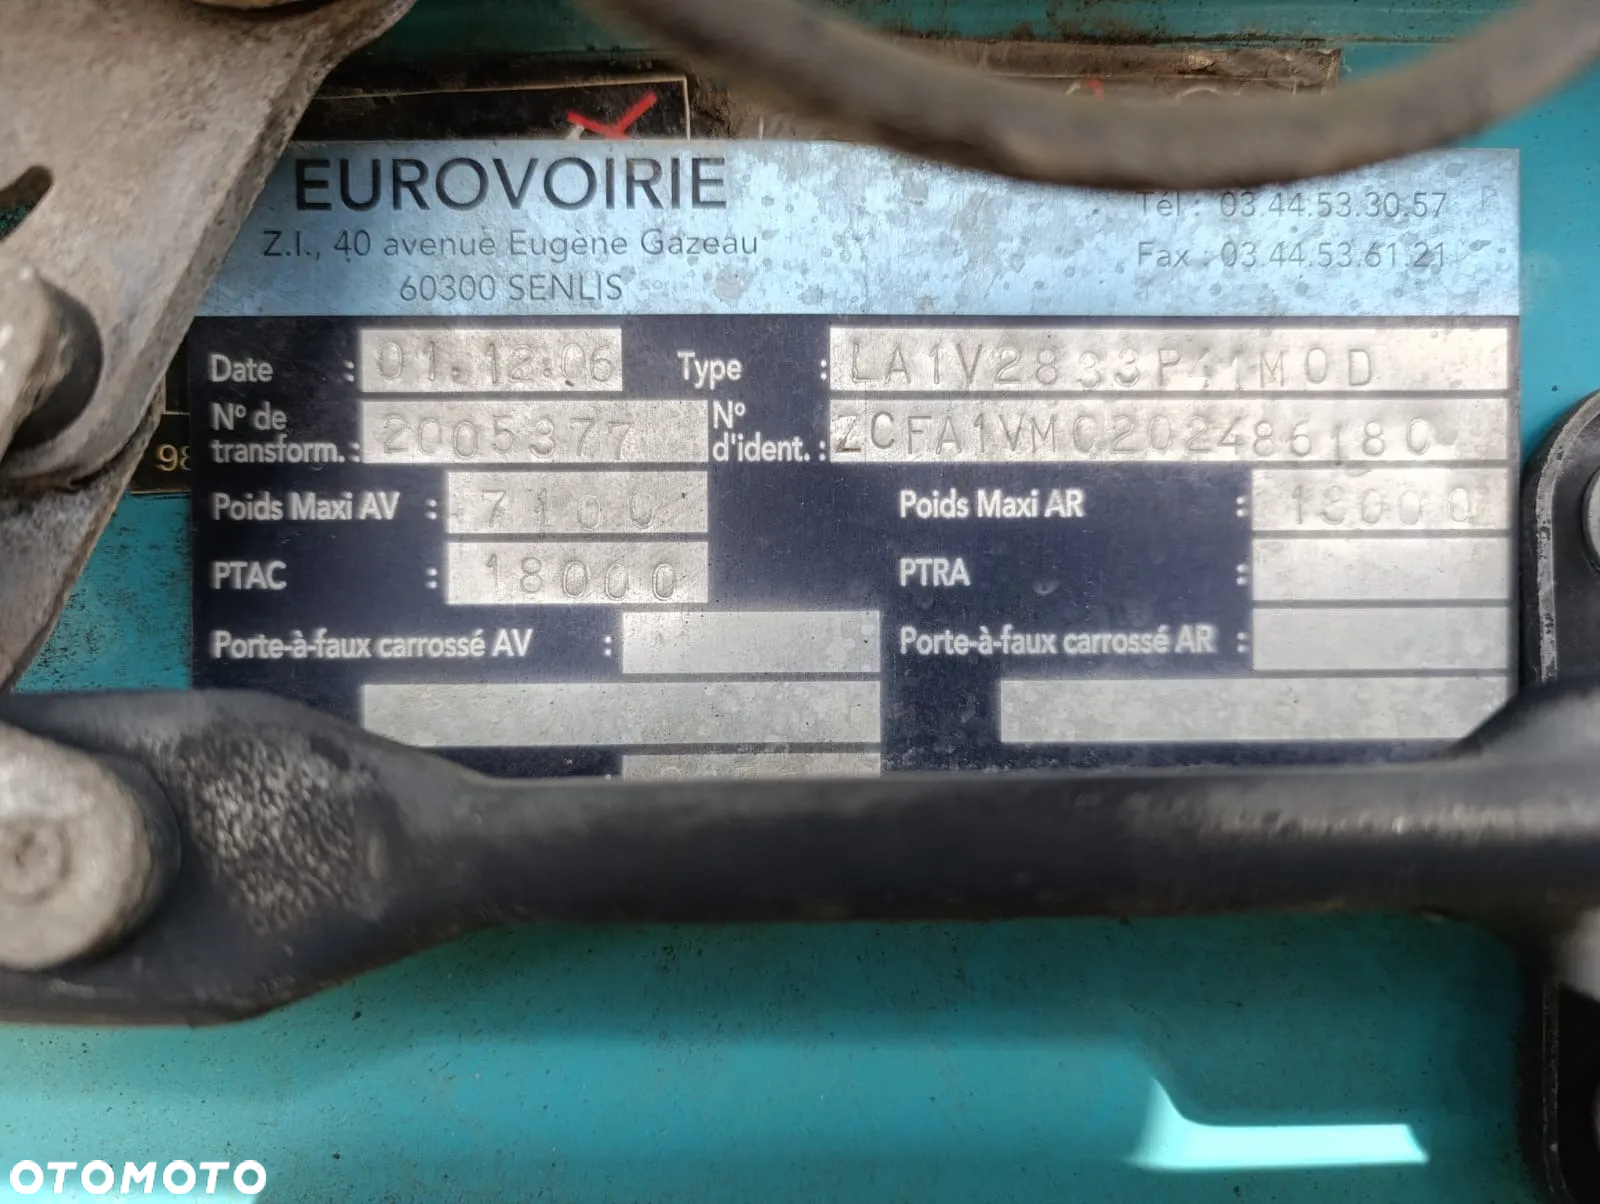 EUROVOIRIE
Z.I., 40 avenue Eugène Gazeau
60300 SENLIS
Tél : 03.44.53.30.57
Fax : 03.44.53.61.21
Date : 01.12.06 Type :
N° de transform. : 2005377 N° d'ident. : ZCFA1VM0202486180
98
Poids Maxi AV : 7100 Poids Maxi AR : 13000
PTAC : 18000 PTRA :
Porte-à-faux carrossé AV : Porte-à-faux carrossé AR :
OTOMOTO